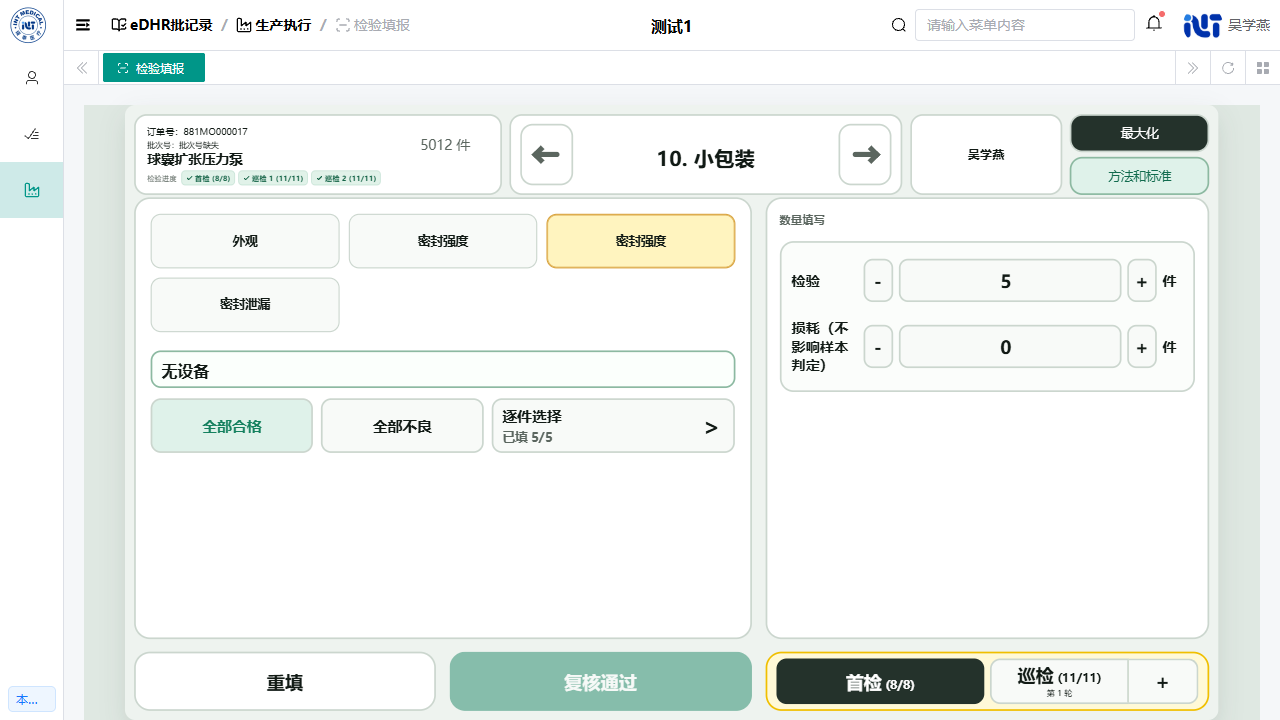 eDHR批记录 / 生产执行 / 检验填报
测试1
请输入菜单内容
吴学燕
检验填报
订单号：881MO000017
批次号：批次号缺失
球囊扩张压力泵
5012 件
检验进度 ✓ 首检 (8/8) ✓ 巡检 1 (11/11) ✓ 巡检 2 (11/11)
10. 小包装
吴学燕
最大化
方法和标准
外观
密封强度
密封强度
密封泄漏
无设备
全部合格
全部不良
逐件选择
已填 5/5
>
数量填写
检验 - 5 + 件
损耗（不影响样本判定） - 0 + 件
重填
复核通过
首检 (8/8)
巡检 (11/11)
第 1 轮
+
本...